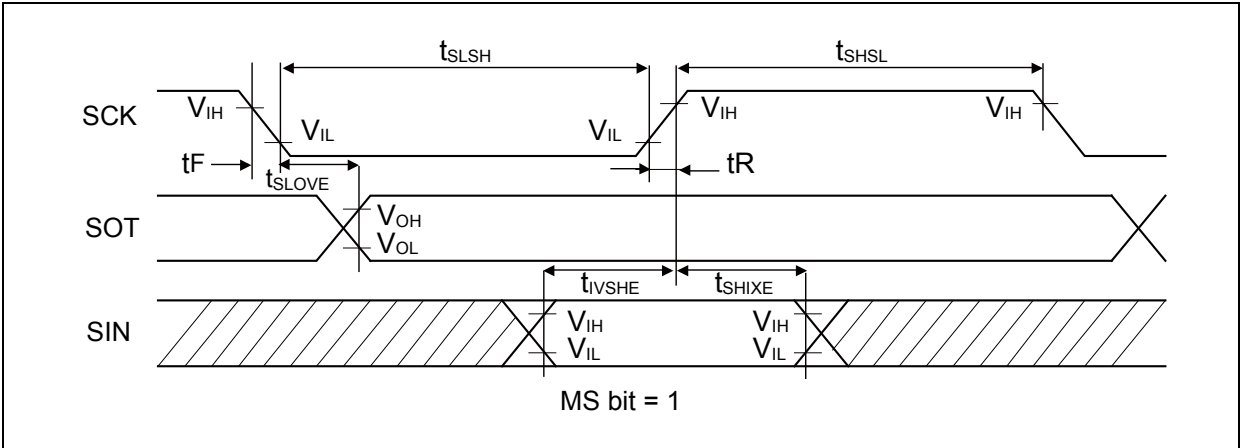 tSLSH tSHSL
SCK VIH VIL VIL VIH VIH
tF tSLOVE tR
SOT VOH
VOL
tIVSHE tSHIXE
SIN VIH VIH
VIL VIL
MS bit = 1